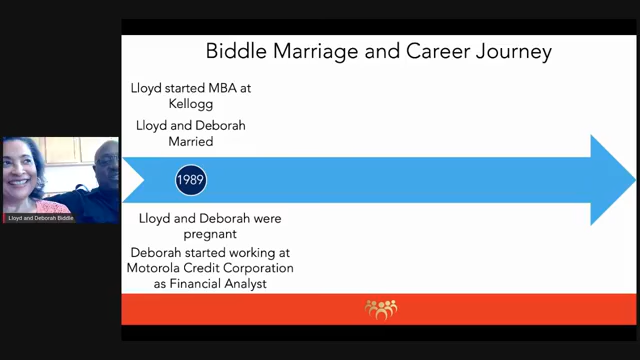 Biddle Marriage and Career Journey
Lloyd started MBA at
Kellogg
Lloyd and Deborah
Married
1989
Lloyd and Deborah Biddle
Lloyd and Deborah were
pregnant
Deborah started working at
Motorola Credit Corporation
as Financial Analyst